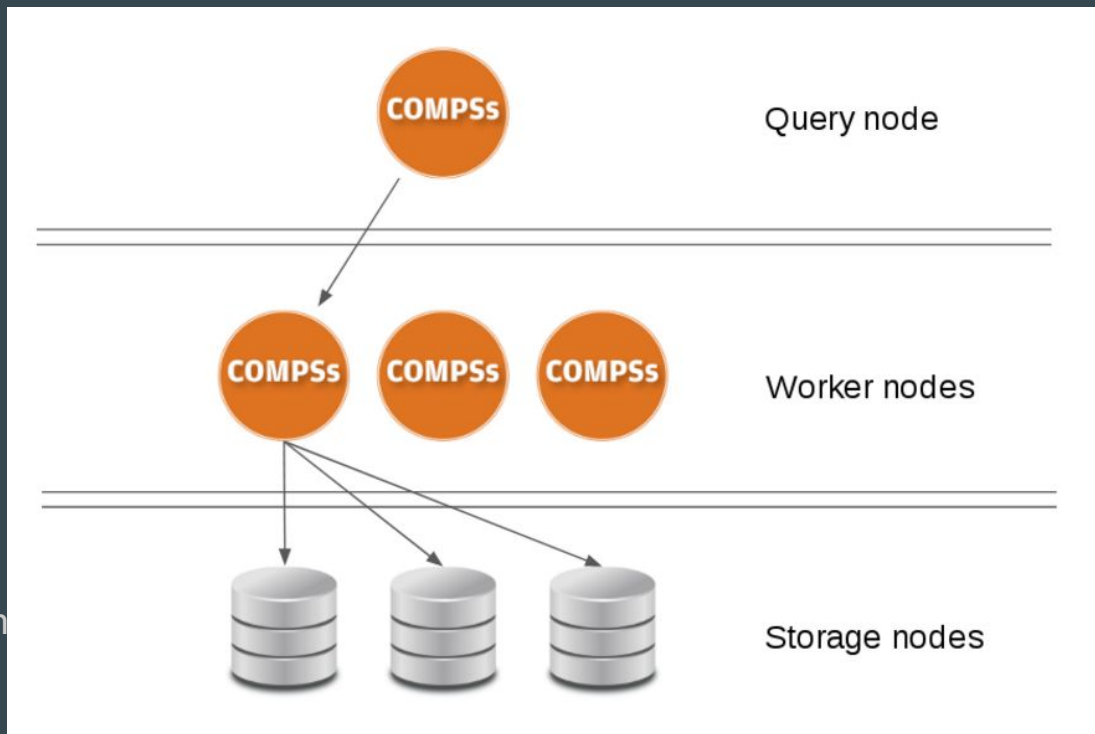 COMPSs
Query node
COMPSs COMPSs COMPSs
Worker nodes
Storage nodes